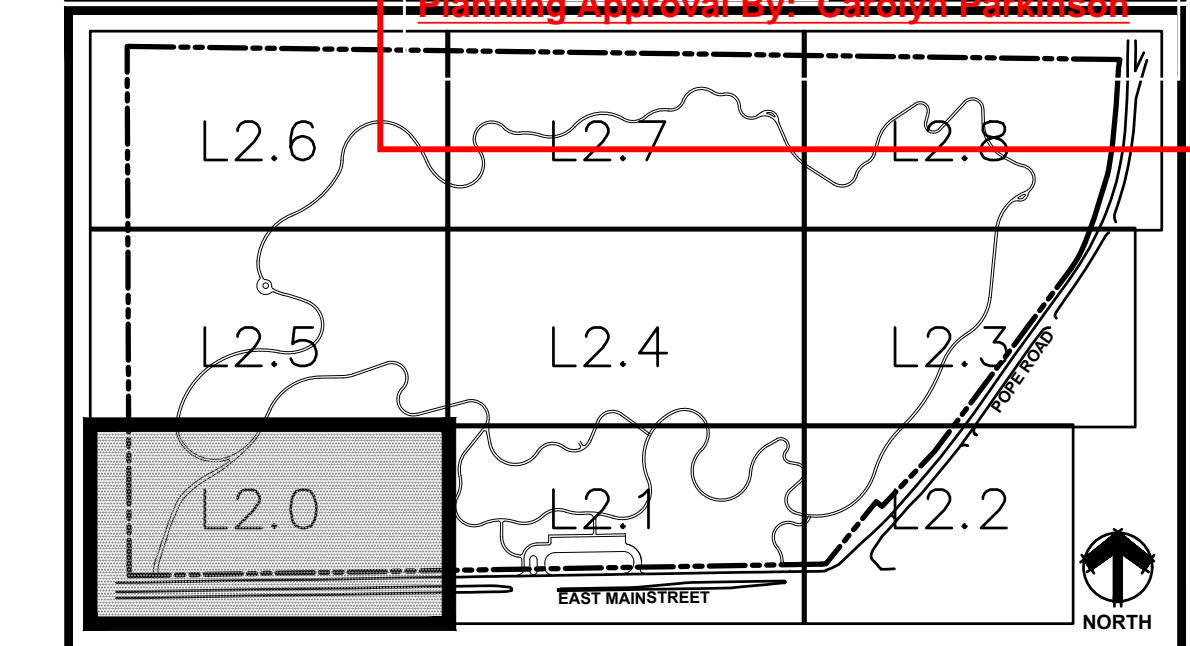 Planning Approval By: Carolyn Parkinson
L2.6 L2.7 L2.8
L2.5 L2.4 L2.3
POPE ROAD
L2.0 L2.1 L2.2
EAST MAINSTREET
NORTH